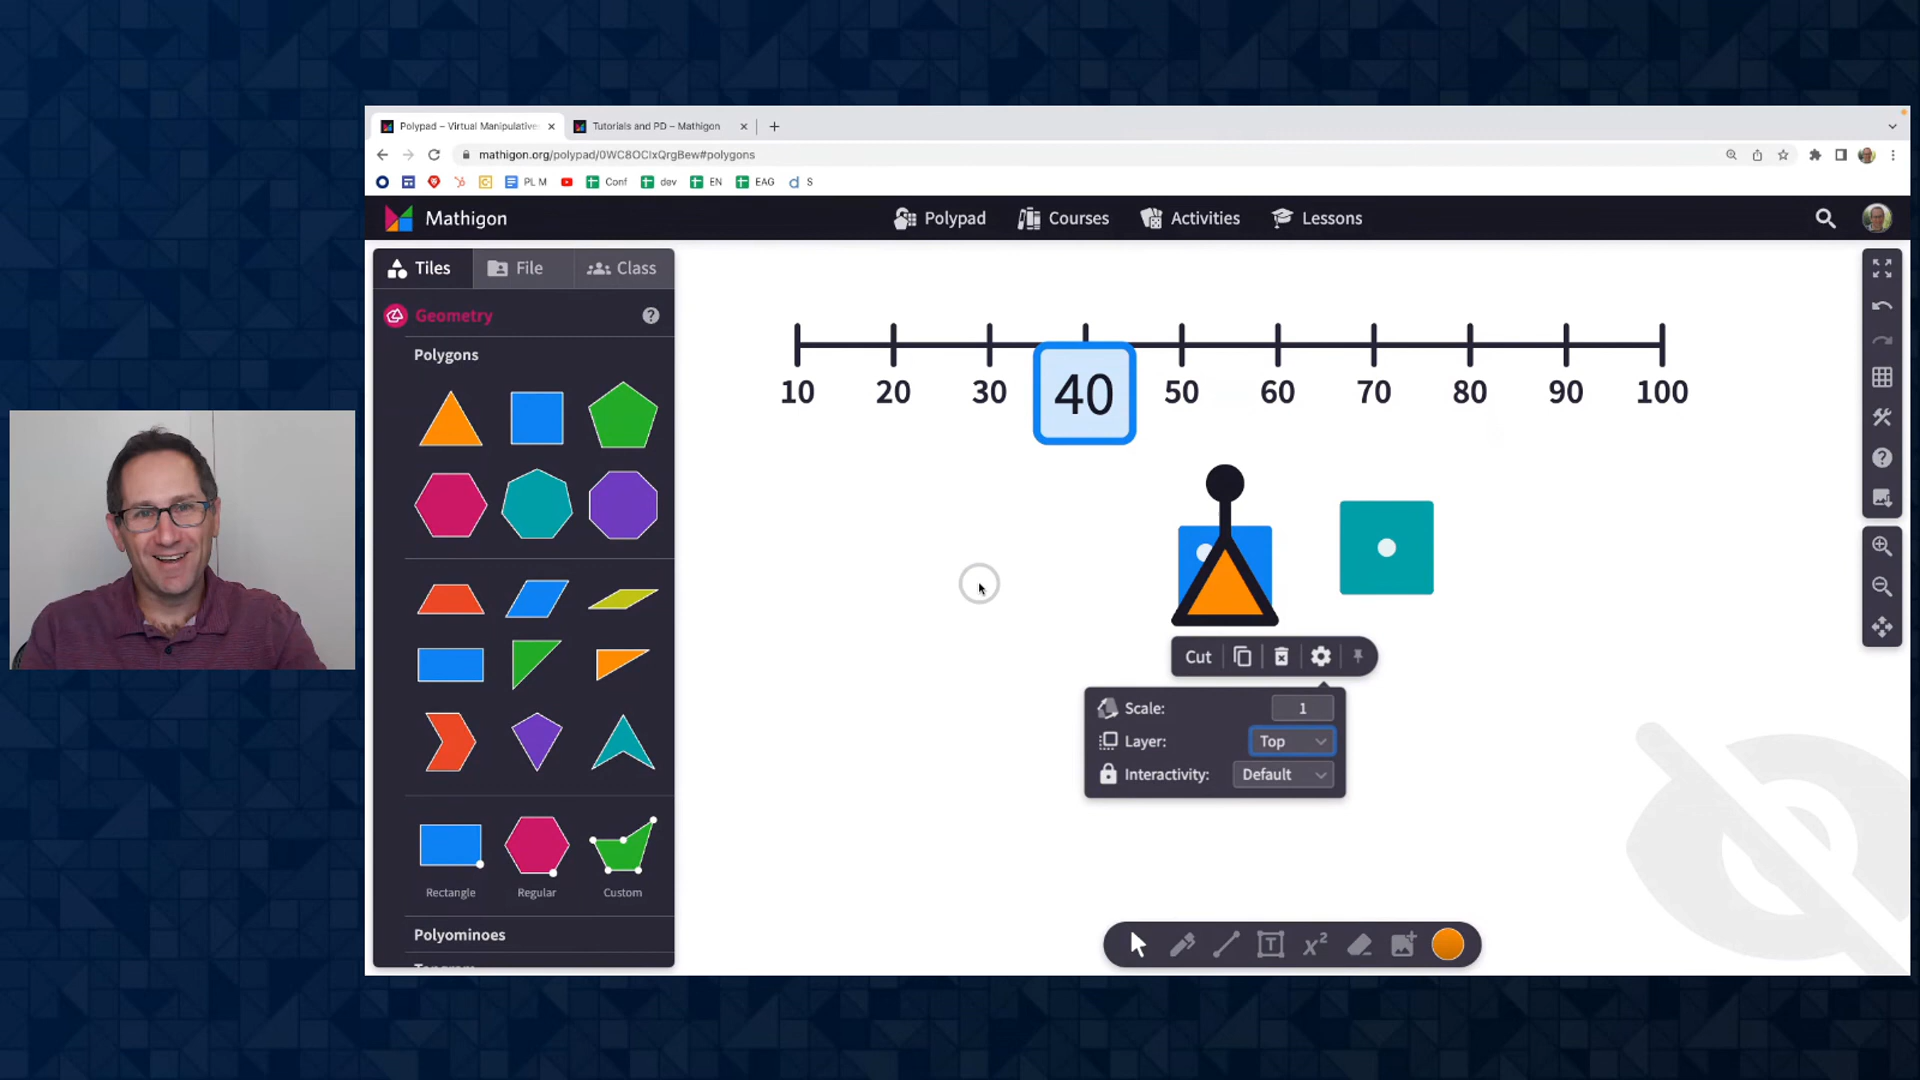 Polypad – Virtual Manipulative
Tutorials and PD – Mathigon
mathigon.org/polypad/0WC8OCIxQrgBew#polygons
PL M
Conf
dev
EN
EAG
S
Mathigon
Polypad
Courses
Activities
Lessons
Tiles
File
Class
Geometry
Polygons
10 20 30 40 50 60 70 80 90 100
Cut
Scale: 1
Layer: Top
Interactivity: Default
Rectangle
Regular
Custom
Polyominoes
T
x²